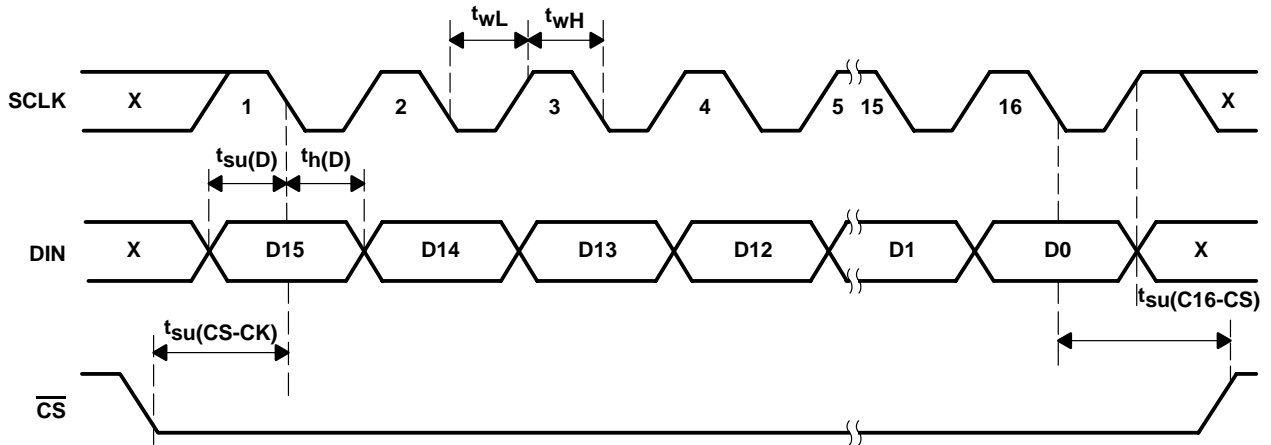 twL twH
SCLK X 1 2 3 4 5 15 16 X
tsu(D) th(D)
DIN X D15 D14 D13 D12 D1 D0 X
tsu(CS-CK) tsu(C16-CS)
CS